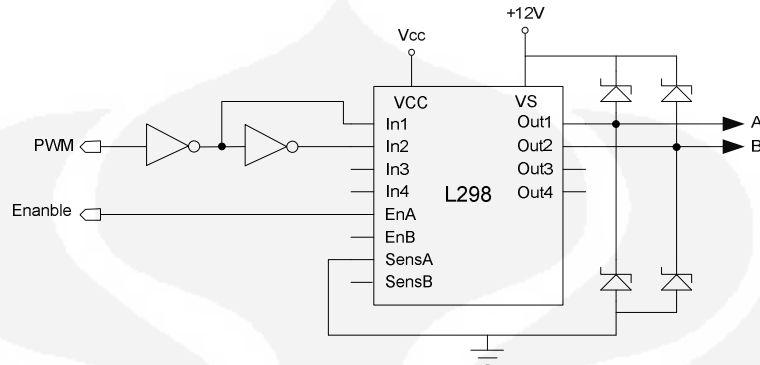 +12V
Vcc
VCC VS
In1 Out1 A
PWM In2 Out2 B
In3 Out3
In4 L298 Out4
Enanble EnA
EnB
SensA
SensB